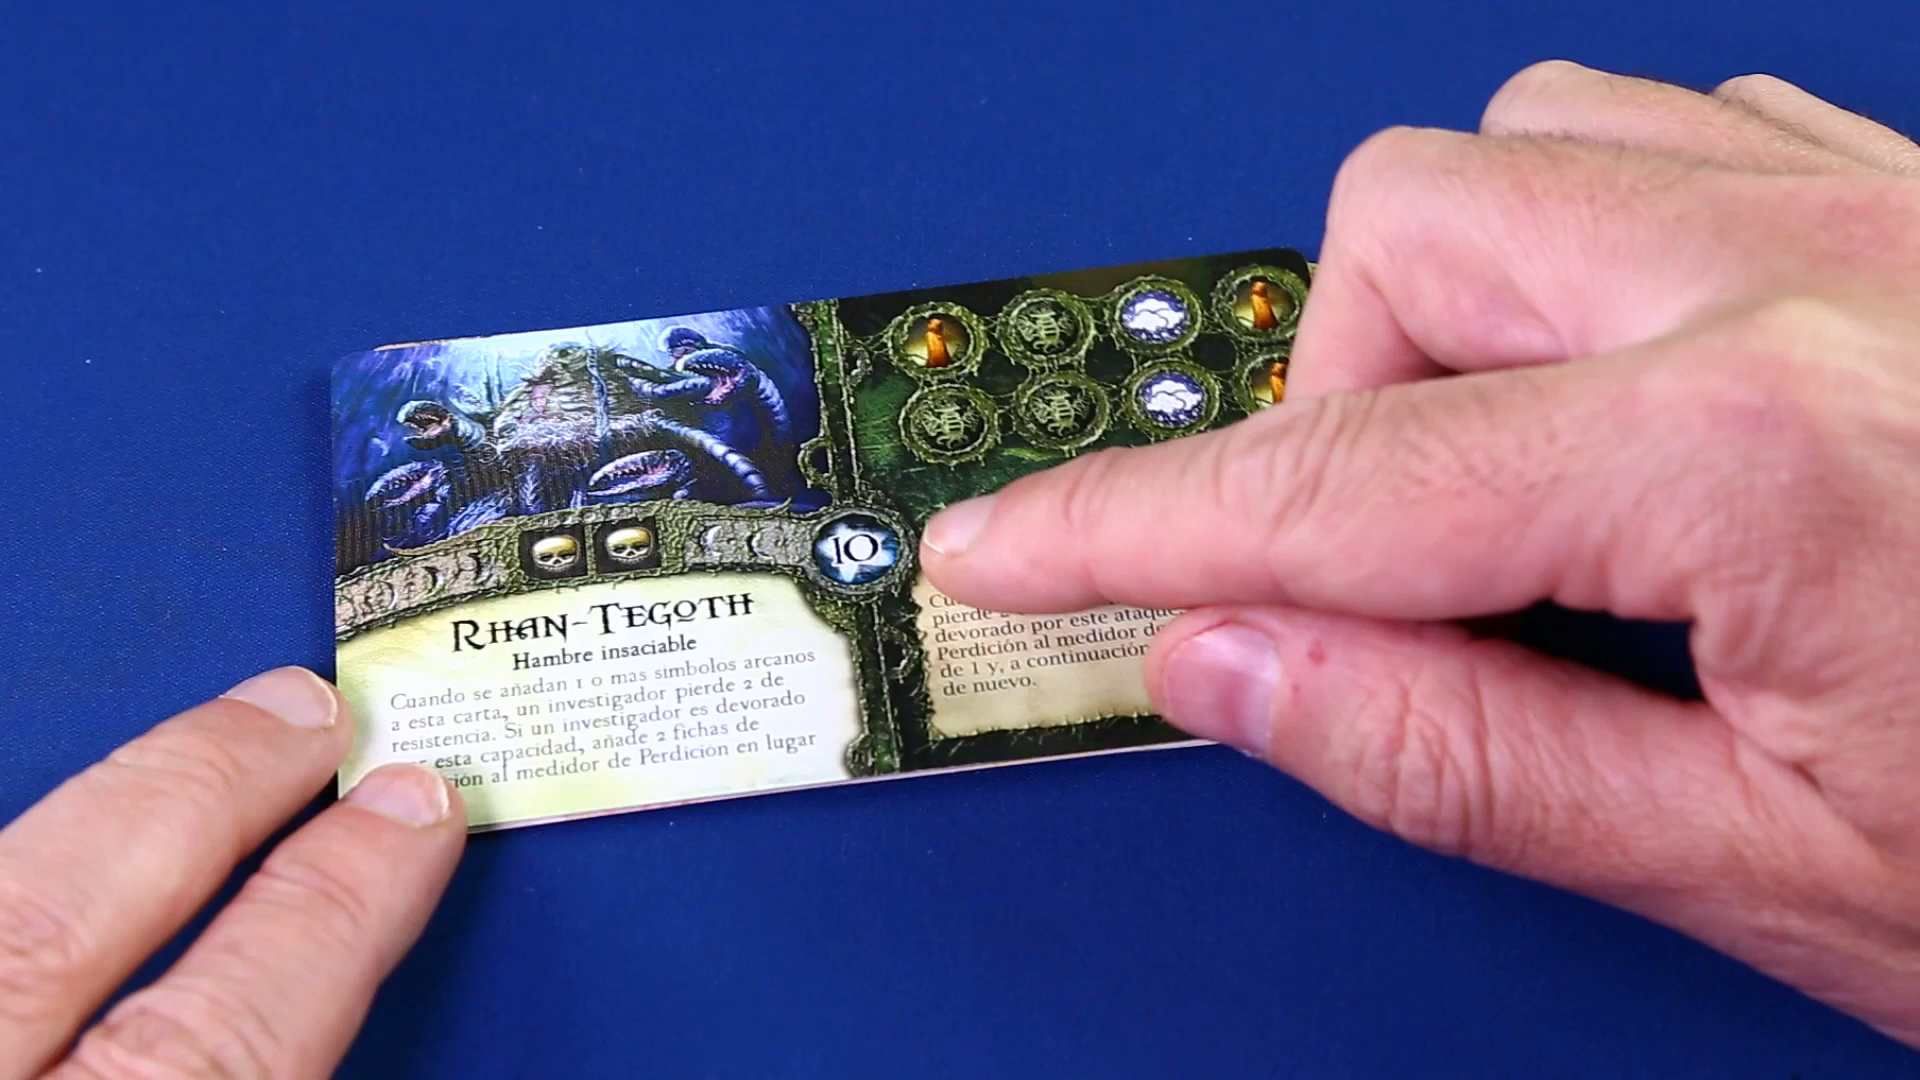 10
RHAN-TEGOTH
Hambre insaciable
Cuando se añadan 1 o mas simbolos arcanos
a esta carta, un investigador pierde 2 de
resistencia. Si un investigador es devorado
esta capacidad, añade 2 fichas de
al medidor de Perdición en lugar
pierde
devorado por este ataque
Perdición al medidor de
de 1 y, a continuación
de nuevo.